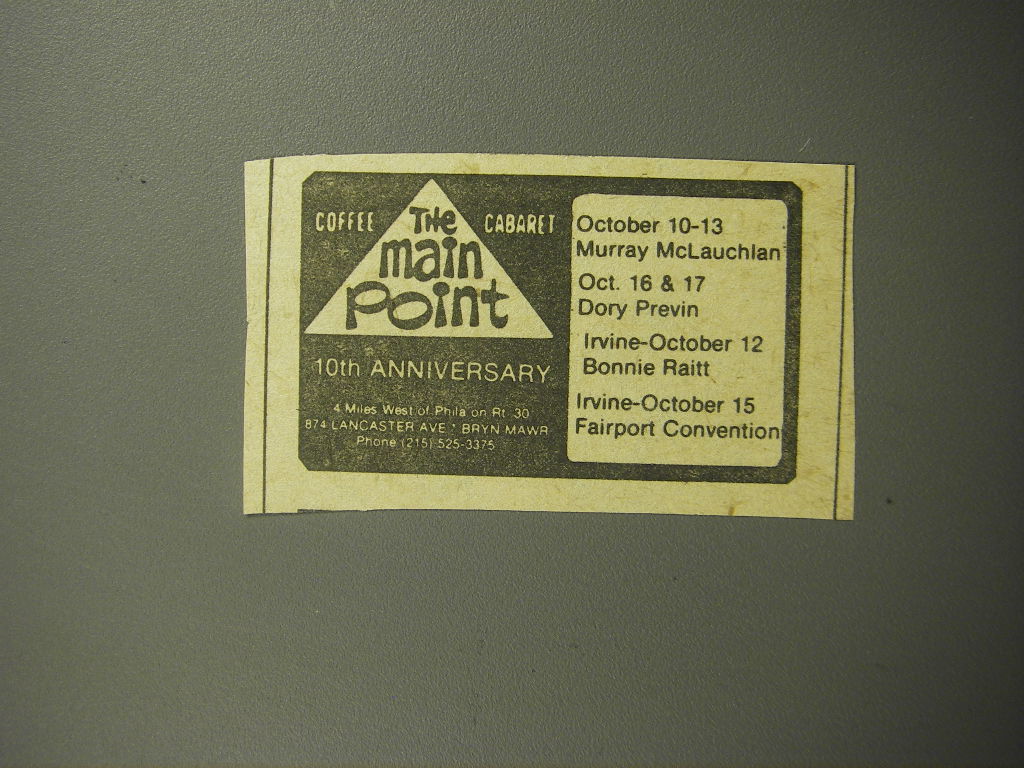 COFFEE The CABARET
main
Point
10th ANNIVERSARY
4 Miles West of Phila on Rt. 30
874 LANCASTER AVE * BRYN MAWR
Phone (215) 525-3375
October 10-13
Murray McLauchlan
Oct. 16 & 17
Dory Previn
Irvine-October 12
Bonnie Raitt
Irvine-October 15
Fairport Convention